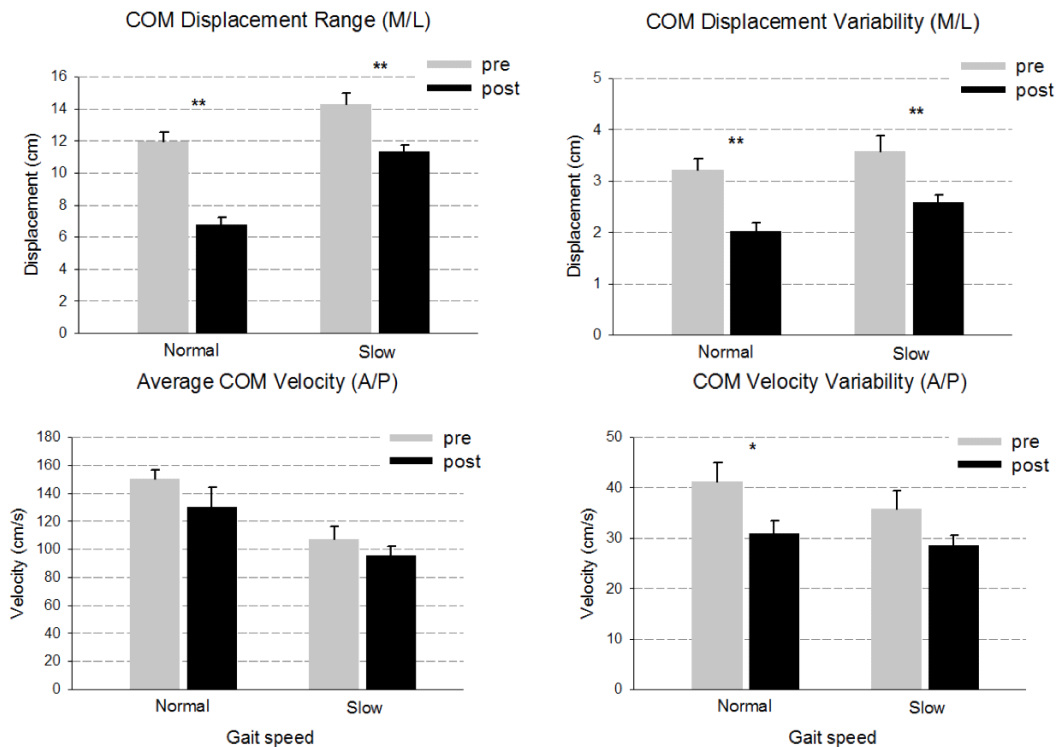 COM Displacement Range (M/L)
pre
post
**
**
16
14
12
10
8
6
4
2
0
Displacement (cm)
Normal
Slow
COM Displacement Variability (M/L)
pre
post
**
**
5
4
3
2
1
0
Displacement (cm)
Normal
Slow
Average COM Velocity (A/P)
pre
post
180
160
140
120
100
80
60
40
20
0
Velocity (cm/s)
Normal
Slow
Gait speed
COM Velocity Variability (A/P)
pre
post
*
50
40
30
20
10
0
Velocity (cm/s)
Normal
Slow
Gait speed